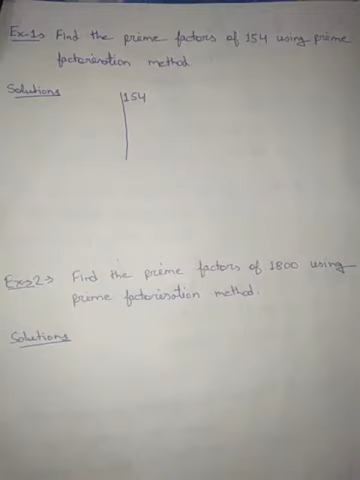 Ex-1→ Find the prime factors of 154 using prime
factorisation method
Solutions
154
Ex→2→ Find the prime factors of 1800 using
prime factorisation method.
Solutions